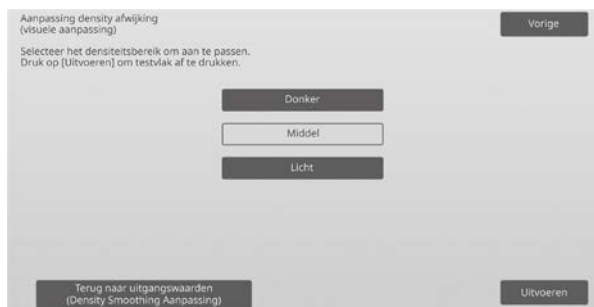 Aanpassing density afwijking
(visuele aanpassing)
Vorige
Selecteer het densiteitsbereik om aan te passen.
Druk op [Uitvoeren] om testvlak af te drukken.
Donker
Middel
Licht
Terug naar uitgangswaarden
(Density Smoothing Aanpassing)
Uitvoeren